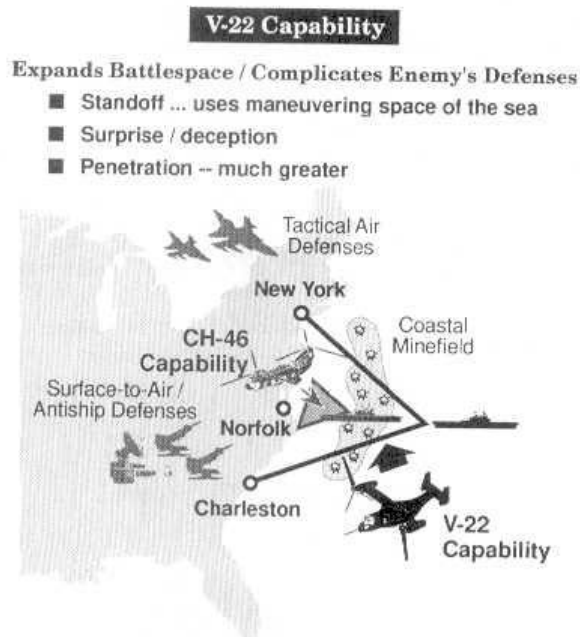 V-22 Capability
Expands Battlespace / Complicates Enemy's Defenses
■ Standoff ... uses maneuvering space of the sea
■ Surprise / deception
■ Penetration -- much greater
Tactical Air
Defenses
New York
CH-46
Capability
Coastal
Minefield
Surface-to-Air /
Antiship Defenses
Norfolk
Charleston
V-22
Capability